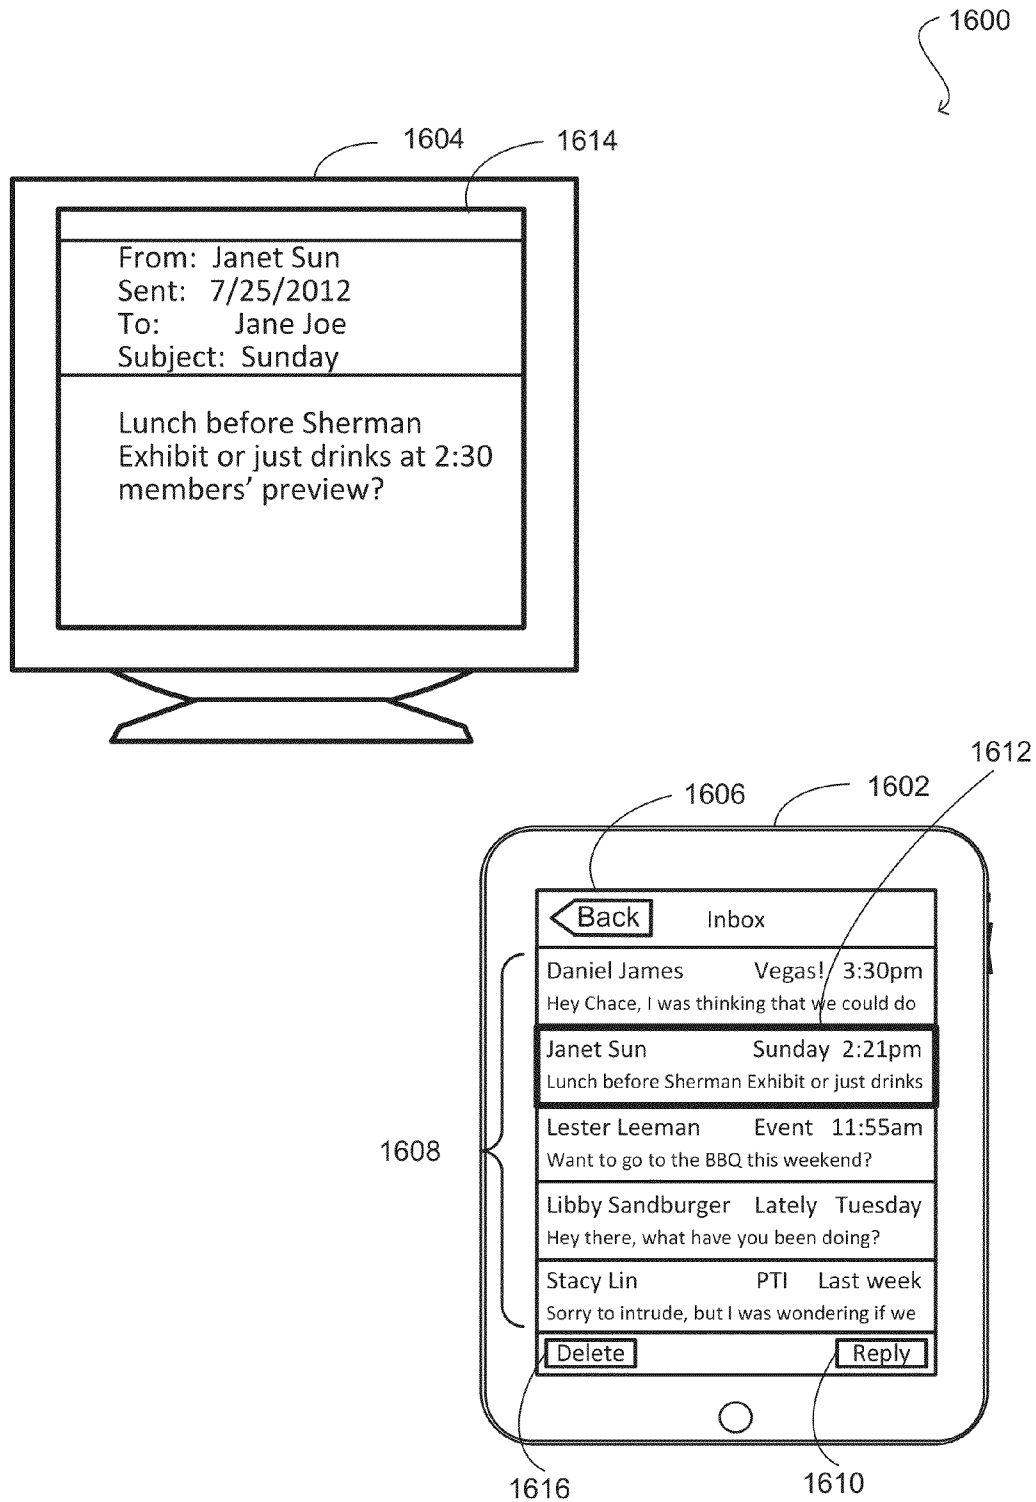 1600
1604
1614
From: Janet Sun
Sent: 7/25/2012
To: Jane Joe
Subject: Sunday
Lunch before Sherman
Exhibit or just drinks at 2:30
members’ preview?
1612
1606
1602
Back Inbox
Daniel James Vegas! 3:30pm
Hey Chace, I was thinking that we could do
Janet Sun Sunday 2:21pm
Lunch before Sherman Exhibit or just drinks
Lester Leeman Event 11:55am
Want to go to the BBQ this weekend?
1608
Libby Sandburger Lately Tuesday
Hey there, what have you been doing?
Stacy Lin PTI Last week
Sorry to intrude, but I was wondering if we
Delete Reply
1616
1610